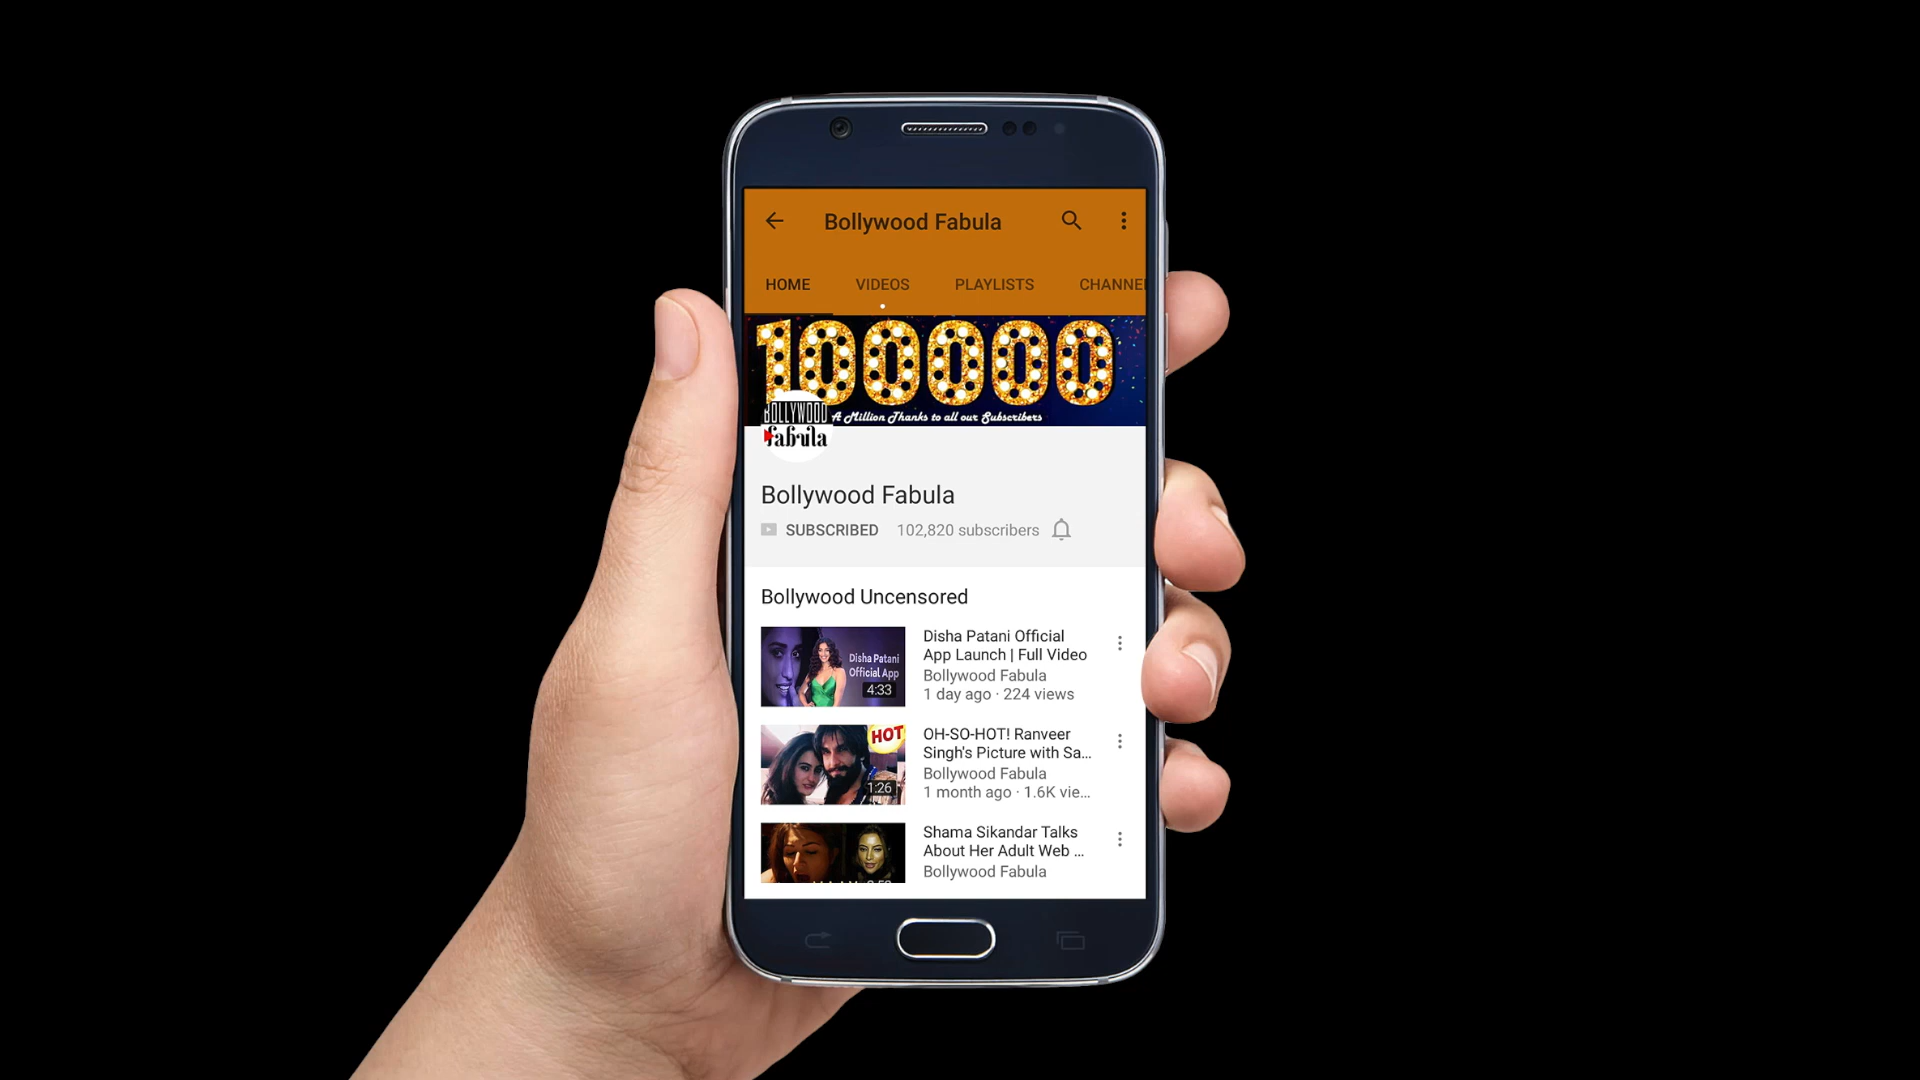 Bollywood Fabula
HOME VIDEOS PLAYLISTS CHANNEL
100000
A Million Thanks to all our Subscribers
BOLLYWOOD
fabula
Bollywood Fabula
SUBSCRIBED 102,820 subscribers
Bollywood Uncensored
Disha Patani
Official App
4:33
Disha Patani Official
App Launch | Full Video
Bollywood Fabula
1 day ago · 224 views
HOT
1:26
OH-SO-HOT! Ranveer
Singh's Picture with Sa...
Bollywood Fabula
1 month ago · 1.6K vie...
Shama Sikandar Talks
About Her Adult Web ...
Bollywood Fabula